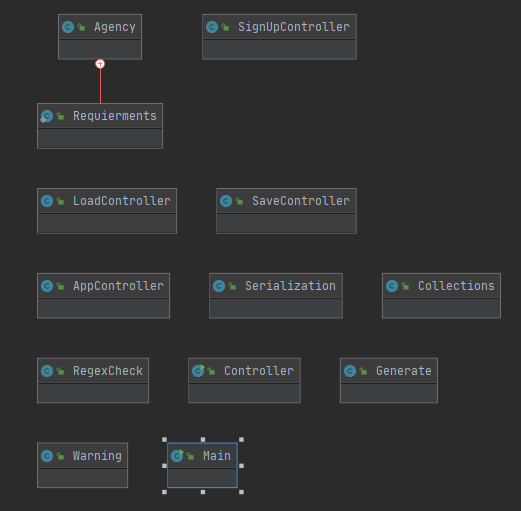 Agency SignUpController
Requierments
LoadController SaveController
AppController Serialization Collections
RegexCheck Controller Generate
Warning Main